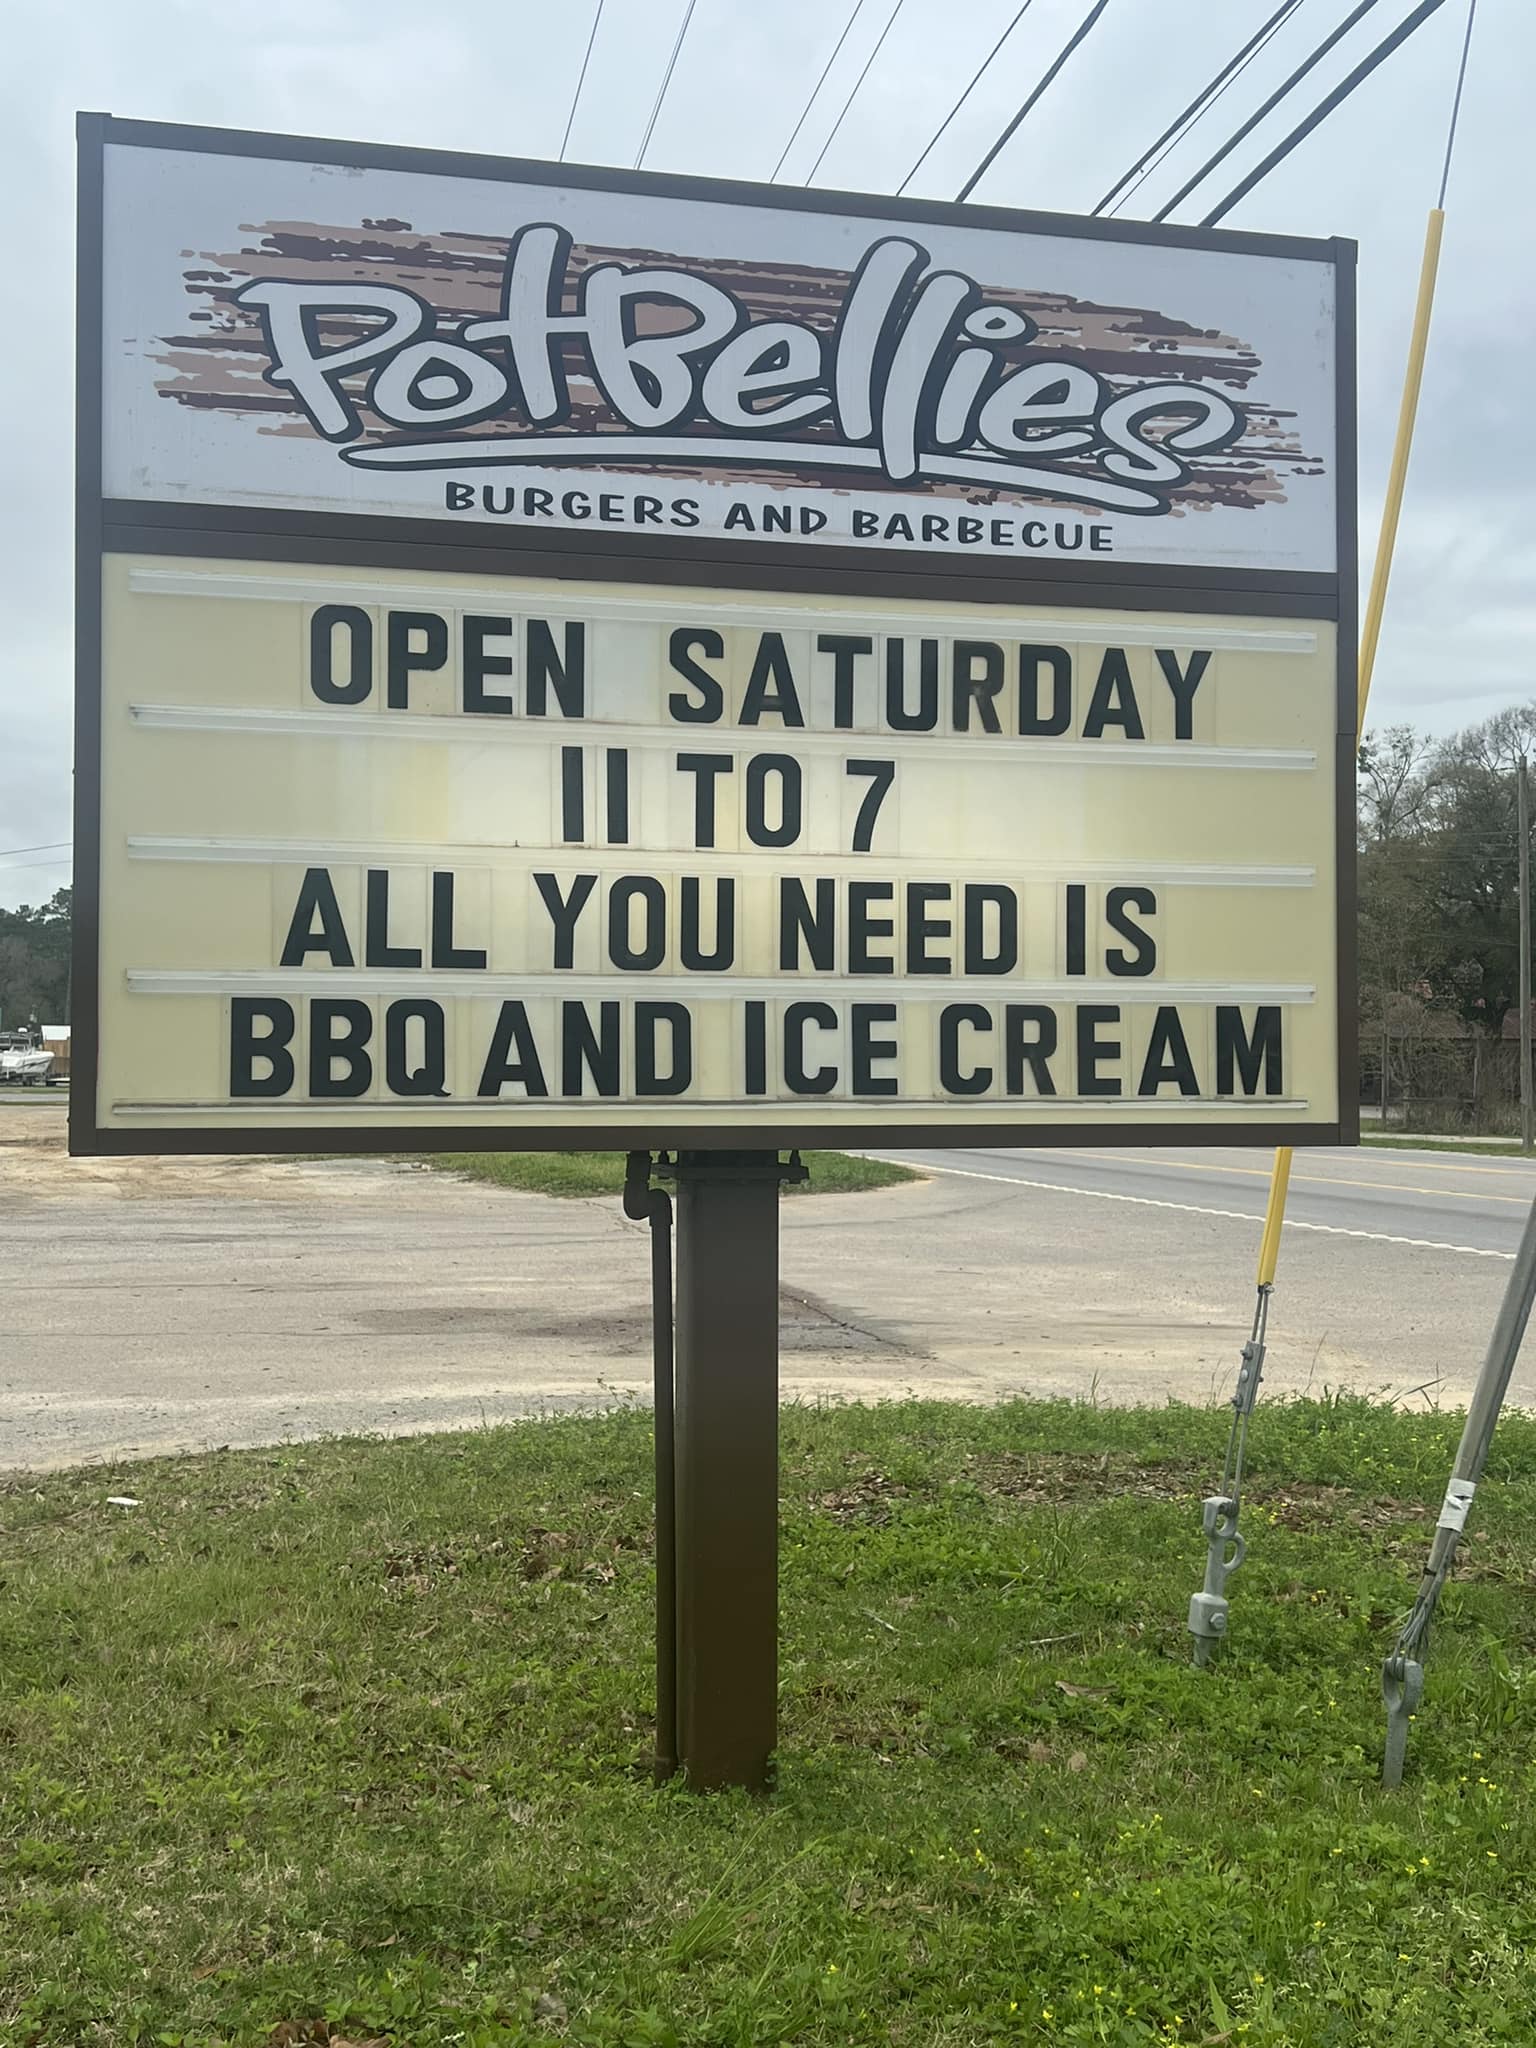 PotBellies
BURGERS AND BARBECUE
OPEN SATURDAY
11 TO 7
ALL YOU NEED IS
BBQ AND ICE CREAM